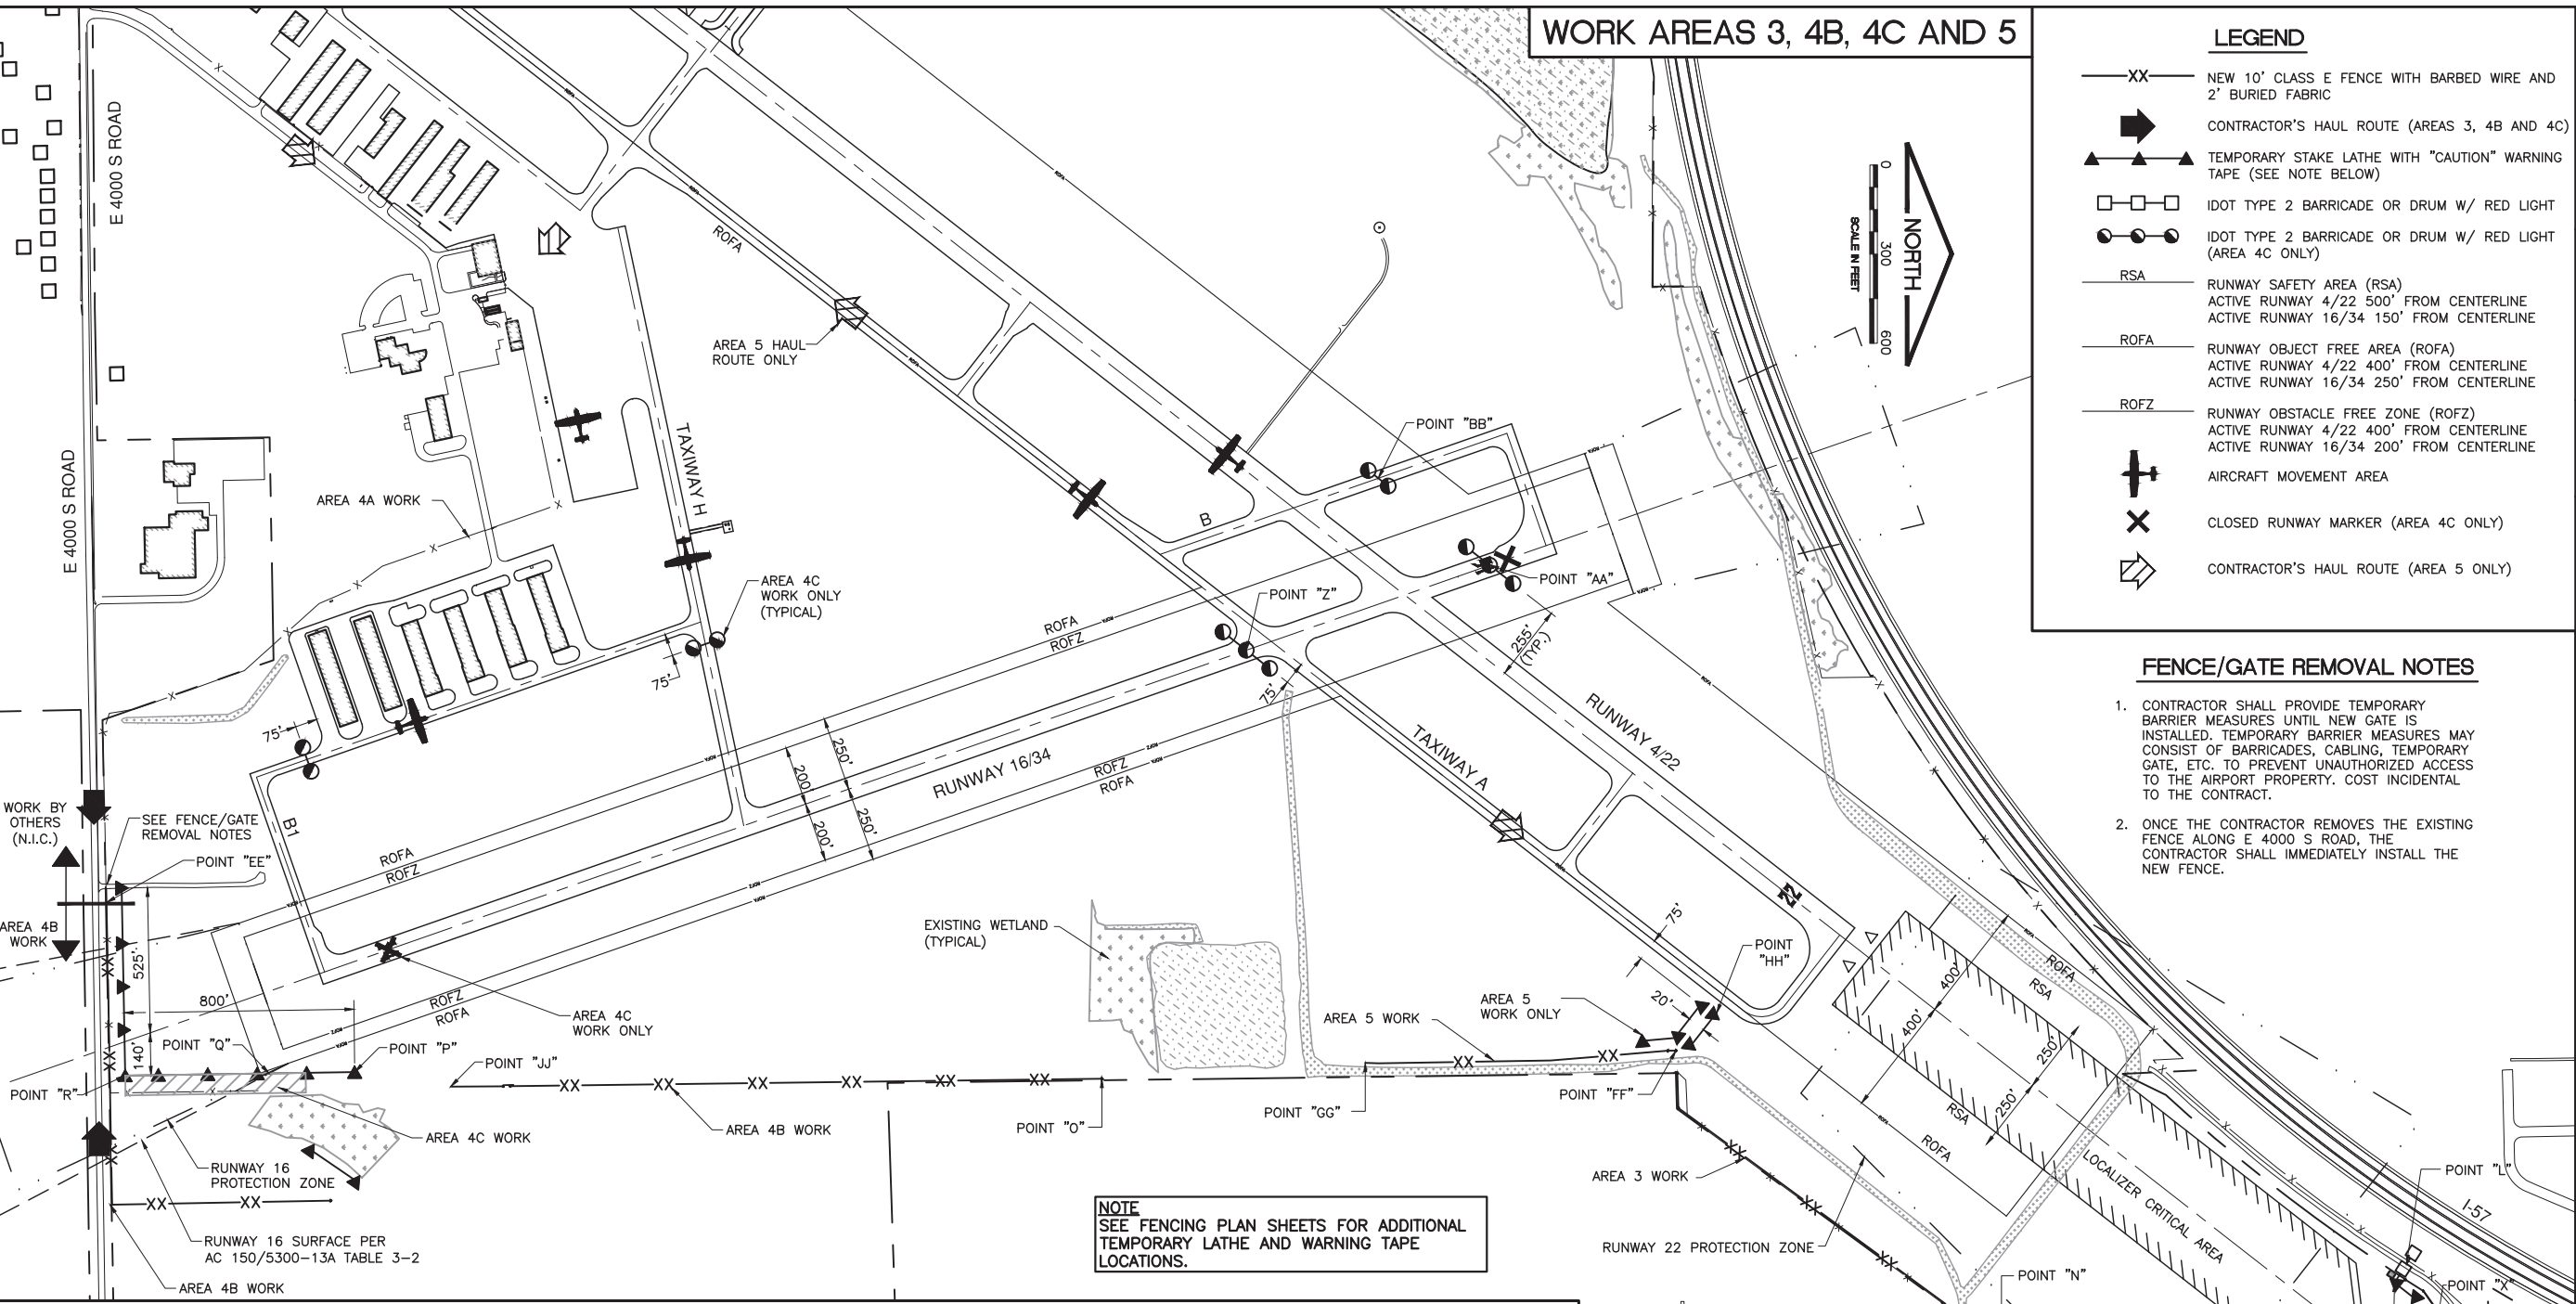 WORK AREAS 3, 4B, 4C AND 5
LEGEND
XX
NEW 10' CLASS E FENCE WITH BARBED WIRE AND
2' BURIED FABRIC
CONTRACTOR'S HAUL ROUTE (AREAS 3, 4B AND 4C)
TEMPORARY STAKE LATHE WITH "CAUTION" WARNING
TAPE (SEE NOTE BELOW)
IDOT TYPE 2 BARRICADE OR DRUM W/ RED LIGHT
IDOT TYPE 2 BARRICADE OR DRUM W/ RED LIGHT
(AREA 4C ONLY)
RSA
RUNWAY SAFETY AREA (RSA)
ACTIVE RUNWAY 4/22 500' FROM CENTERLINE
ACTIVE RUNWAY 16/34 150' FROM CENTERLINE
ROFA
RUNWAY OBJECT FREE AREA (ROFA)
ACTIVE RUNWAY 4/22 400' FROM CENTERLINE
ACTIVE RUNWAY 16/34 250' FROM CENTERLINE
ROFZ
RUNWAY OBSTACLE FREE ZONE (ROFZ)
ACTIVE RUNWAY 4/22 400' FROM CENTERLINE
ACTIVE RUNWAY 16/34 200' FROM CENTERLINE
AIRCRAFT MOVEMENT AREA
CLOSED RUNWAY MARKER (AREA 4C ONLY)
CONTRACTOR'S HAUL ROUTE (AREA 5 ONLY)
FENCE/GATE REMOVAL NOTES
1. CONTRACTOR SHALL PROVIDE TEMPORARY
BARRIER MEASURES UNTIL NEW GATE IS
INSTALLED. TEMPORARY BARRIER MEASURES MAY
CONSIST OF BARRICADES, CABLING, TEMPORARY
GATE, ETC. TO PREVENT UNAUTHORIZED ACCESS
TO THE AIRPORT PROPERTY. COST INCIDENTAL
TO THE CONTRACT.
2. ONCE THE CONTRACTOR REMOVES THE EXISTING
FENCE ALONG E 4000 S ROAD, THE
CONTRACTOR SHALL IMMEDIATELY INSTALL THE
NEW FENCE.
NORTH
0 300 600
SCALE IN FEET
E 4000 S ROAD
E 4000 S ROAD
ROFA
AREA 5 HAUL
ROUTE ONLY
TAXIWAY H
AREA 4A WORK
POINT "BB"
B
POINT "AA"
POINT "Z"
AREA 4C
WORK ONLY
(TYPICAL)
ROFA
ROFZ
255'
(TYP.)
75'
75'
75'
RUNWAY 4/22
TAXIWAY A
250'
200'
200'
250'
RUNWAY 16/34
ROFZ
ROFA
WORK BY
OTHERS
(N.I.C.)
SEE FENCE/GATE
REMOVAL NOTES
B1
POINT "EE"
ROFA
ROFZ
AREA 4B
WORK
XX
525'
22
75'
EXISTING WETLAND
(TYPICAL)
POINT
"HH"
ROFA
RSA
400'
400'
250'
250'
RSA
ROFA
800'
ROFZ
ROFA
AREA 4C
WORK ONLY
AREA 5
WORK ONLY
20'
AREA 5 WORK
XX
XX
140'
XX
POINT "Q"
POINT "P"
POINT "R"
POINT "JJ"
XX
XX
XX
XX
XX
XX
POINT "O"
POINT "GG"
POINT "FF"
AREA 4C WORK
AREA 4B WORK
RUNWAY 16
PROTECTION ZONE
XX
XX
XX
AREA 3 WORK
XX
XX
XX
LOCALIZER CRITICAL AREA
POINT "L"
I-57
NOTE
SEE FENCING PLAN SHEETS FOR ADDITIONAL
TEMPORARY LATHE AND WARNING TAPE
LOCATIONS.
RUNWAY 16 SURFACE PER
AC 150/5300-13A TABLE 3-2
RUNWAY 22 PROTECTION ZONE
AREA 4B WORK
POINT "N"
POINT "X"